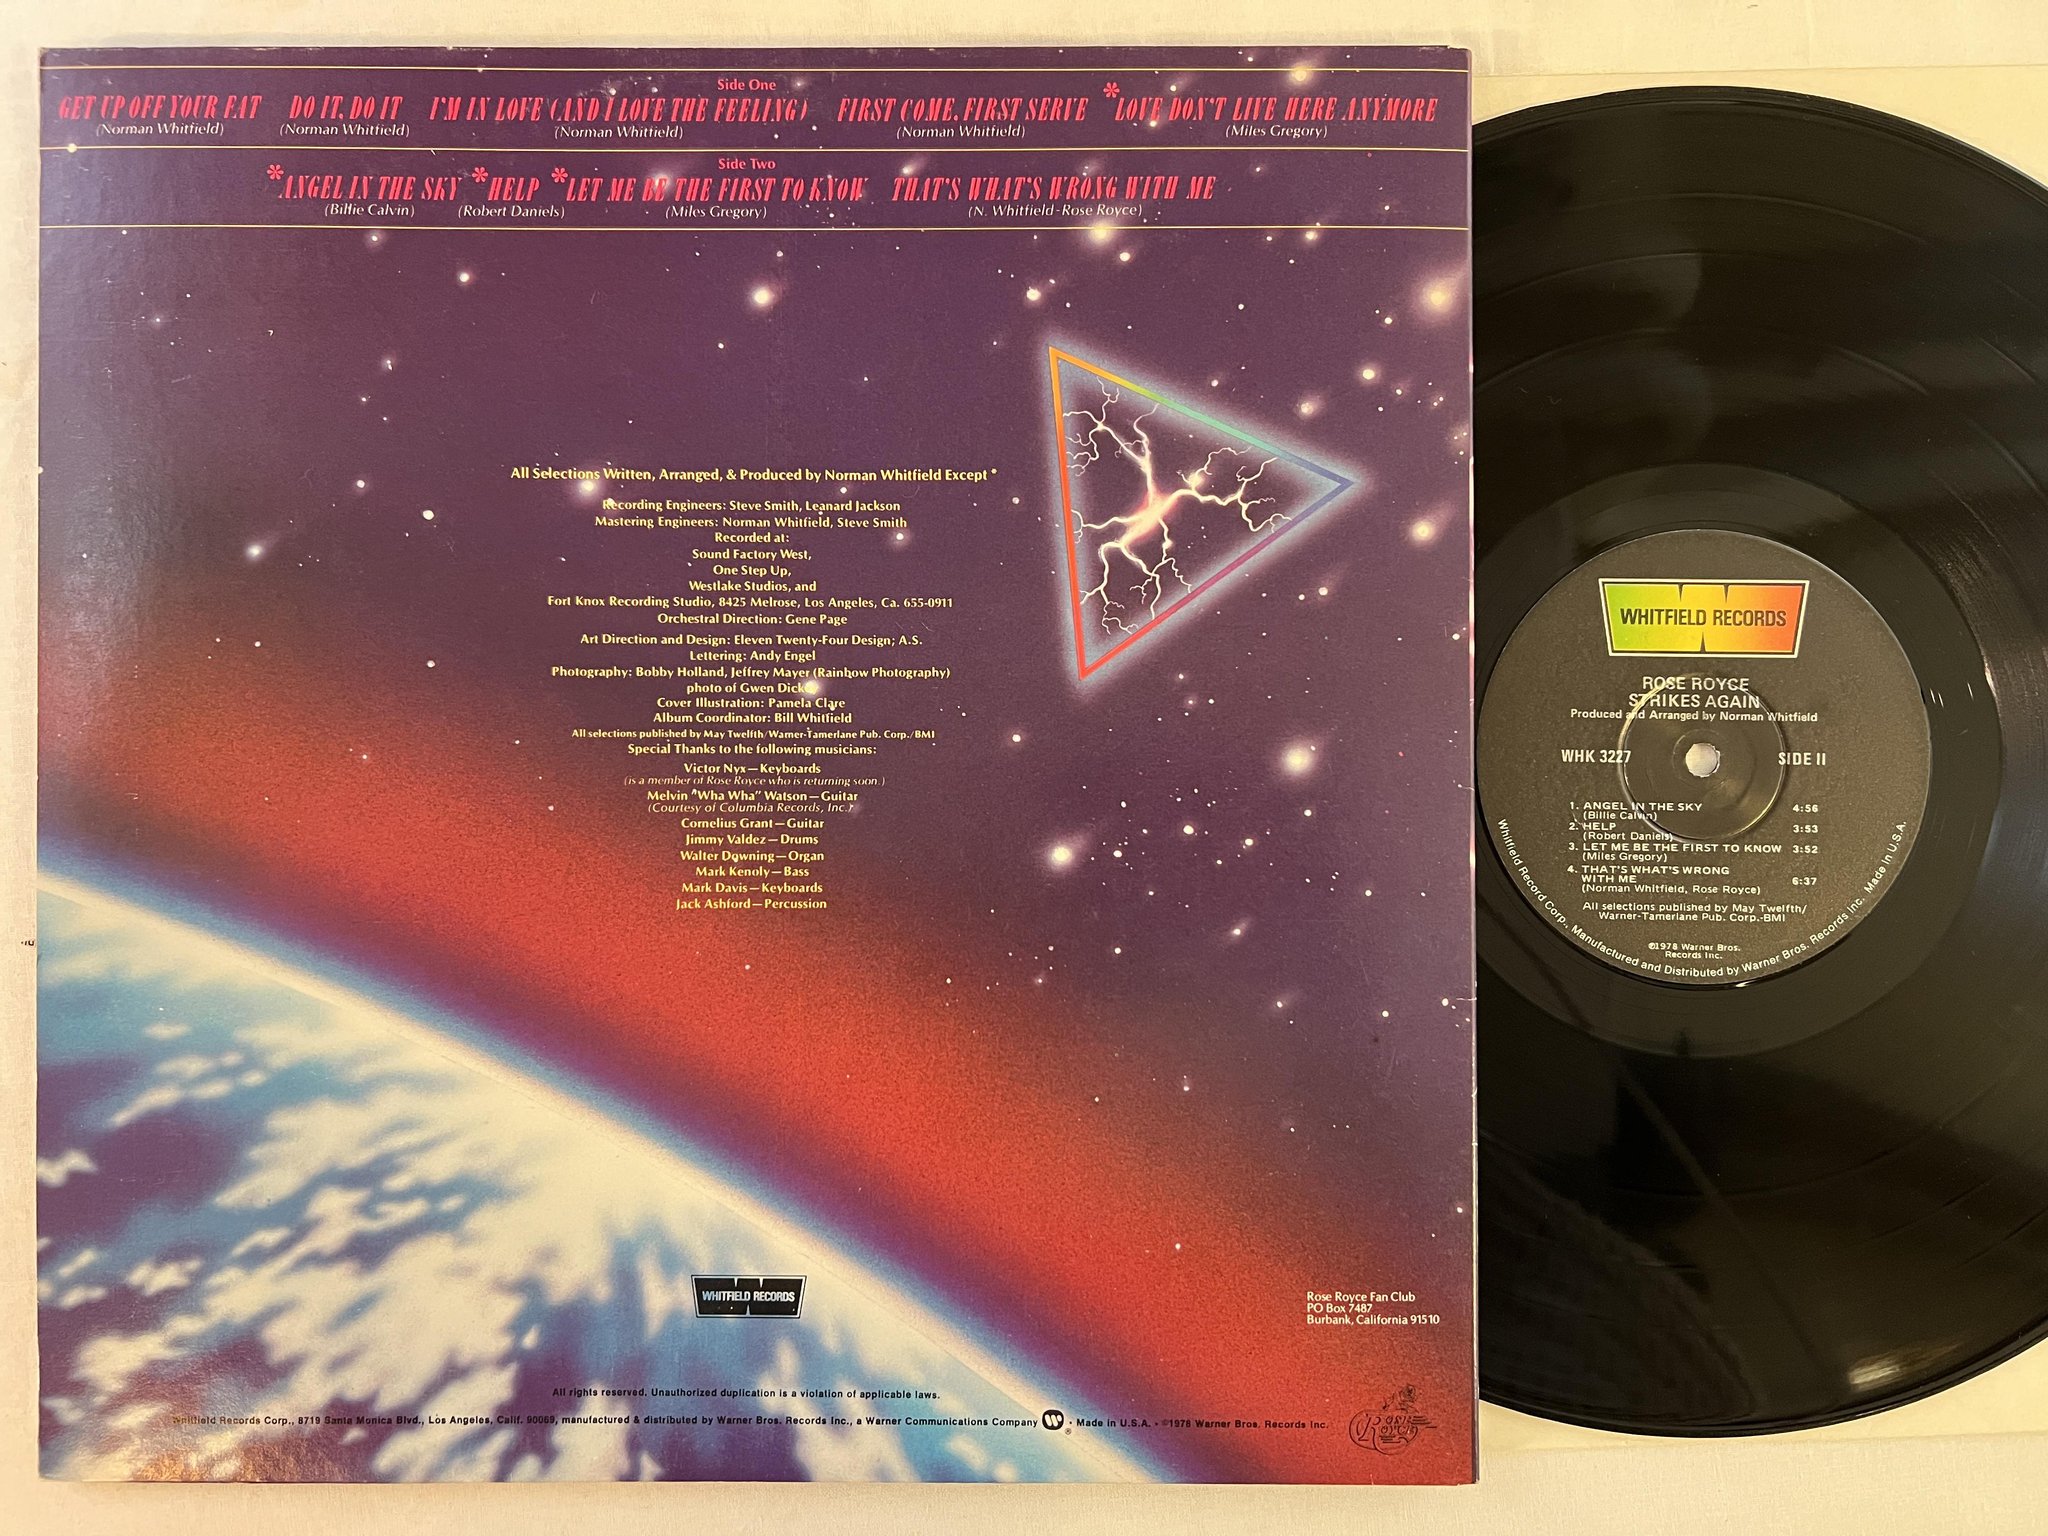 Side One
GET UP OFF YOUR FAT DO IT, DO IT I'M IN LOVE (AND I LOVE THE FEELING) FIRST COME, FIRST SERVE *LOVE DON'T LIVE HERE ANYMORE
(Norman Whitfield) (Norman Whitfield) (Norman Whitfield) (Norman Whitfield) (Miles Gregory)
Side Two
*ANGEL IN THE SKY *HELP *LET ME BE THE FIRST TO KNOW THAT'S WHAT'S WRONG WITH ME
(Billie Calvin) (Robert Daniels) (Miles Gregory) (N. Whitfield-Rose Royce)
All Selections Written, Arranged, & Produced by Norman Whitfield Except *
Recording Engineers: Steve Smith, Leanard Jackson
Mastering Engineers: Norman Whitfield, Steve Smith
Recorded at:
Sound Factory West,
One Step Up,
Westlake Studios, and
Fort Knox Recording Studio, 8425 Melrose, Los Angeles, Ca. 655-0911
Orchestral Direction: Gene Page
Art Direction and Design: Eleven Twenty-Four Design; A.S.
Lettering: Andy Engel
Photography: Bobby Holland, Jeffrey Mayer (Rainbow Photography)
photo of Gwen Dickey
Cover Illustration: Pamela Clare
Album Coordinator: Bill Whitfield
All selections published by May Twelfth/Warner-Tamerlane Pub. Corp./BMI
Special Thanks to the following musicians:
Victor Nyx—Keyboards
(is a member of Rose Royce who is returning soon.)
Melvin "Wha Wha" Watson—Guitar
(Courtesy of Columbia Records, Inc.)
Cornelius Grant—Guitar
Jimmy Valdez—Drums
Walter Downing—Organ
Mark Kenoly—Bass
Mark Davis—Keyboards
Jack Ashford—Percussion
WHITFIELD RECORDS
Rose Royce Fan Club
PO Box 7487
Burbank, California 91510
All rights reserved. Unauthorized duplication is a violation of applicable laws.
Whitfield Records Corp., 8719 Santa Monica Blvd., Los Angeles, Calif. 90069, manufactured & distributed by Warner Bros. Records Inc., a Warner Communications Company W ® • Made in U.S.A. • ©1978 Warner Bros. Records Inc.
Rose Royce
WHITFIELD RECORDS
ROSE ROYCE
STRIKES AGAIN
Produced and Arranged by Norman Whitfield
WHK 3227 SIDE II
1. ANGEL IN THE SKY 4:56
(Billie Calvin)
2. HELP 3:53
(Robert Daniels)
3. LET ME BE THE FIRST TO KNOW 3:52
(Miles Gregory)
4. THAT'S WHAT'S WRONG
WITH ME 6:37
(Norman Whitfield, Rose Royce)
All selections published by May Twelfth/
Warner-Tamerlane Pub. Corp.-BMI
℗1978 Warner Bros.
Records Inc.
Whitfield Record Corp., Manufactured and Distributed by Warner Bros. Records Inc. Made in U.S.A.